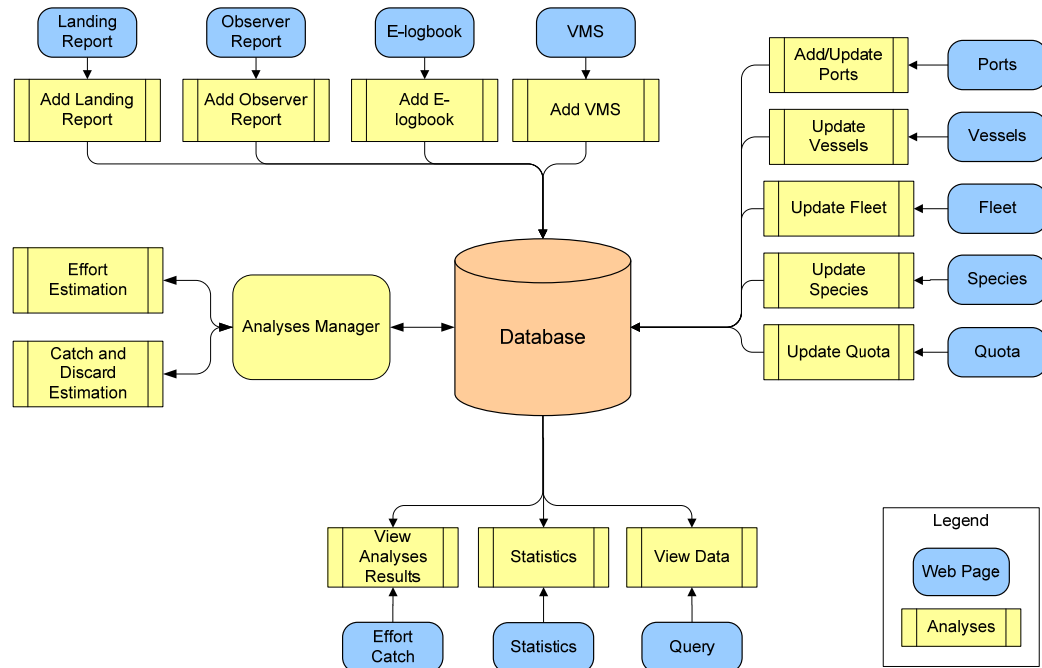 Landing
Report
Observer
Report
E-logbook
VMS
Add Landing
Report
Add Observer
Report
Add E-
logbook
Add VMS
Add/Update
Ports
Ports
Update
Vessels
Vessels
Update Fleet
Fleet
Update
Species
Species
Update Quota
Quota
Effort
Estimation
Catch and
Discard
Estimation
Analyses Manager
Database
View
Analyses
Results
Statistics
View Data
Effort
Catch
Statistics
Query
Legend
Web Page
Analyses